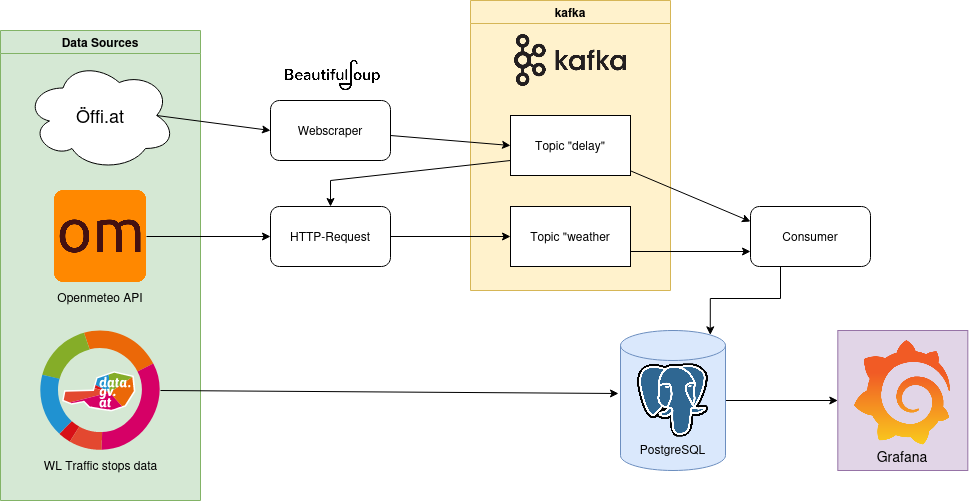 kafka
Data Sources
kafka
BeautifulSoup
Öffi.at
Webscraper
Topic "delay"
om
HTTP-Request
Topic "weather
Consumer
Openmeteo API
data.
gv.
at
PostgreSQL
Grafana
WL Traffic stops data